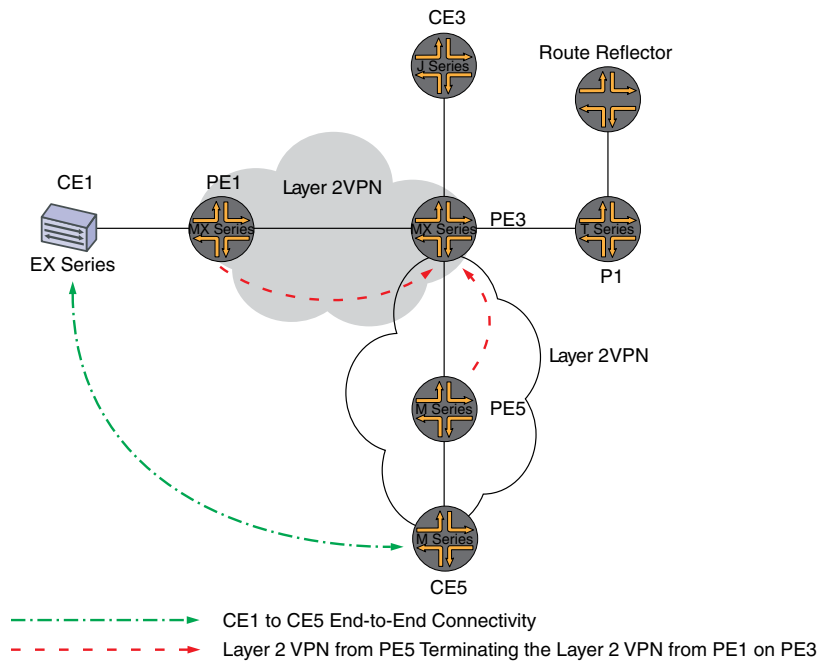 CE3
J Series
Route Reflector
CE1
PE1
Layer 2VPN
EX Series
MX Series
MX Series
PE3
T Series
P1
Layer 2VPN
M Series
PE5
M Series
CE5
CE1 to CE5 End-to-End Connectivity
Layer 2 VPN from PE5 Terminating the Layer 2 VPN from PE1 on PE3